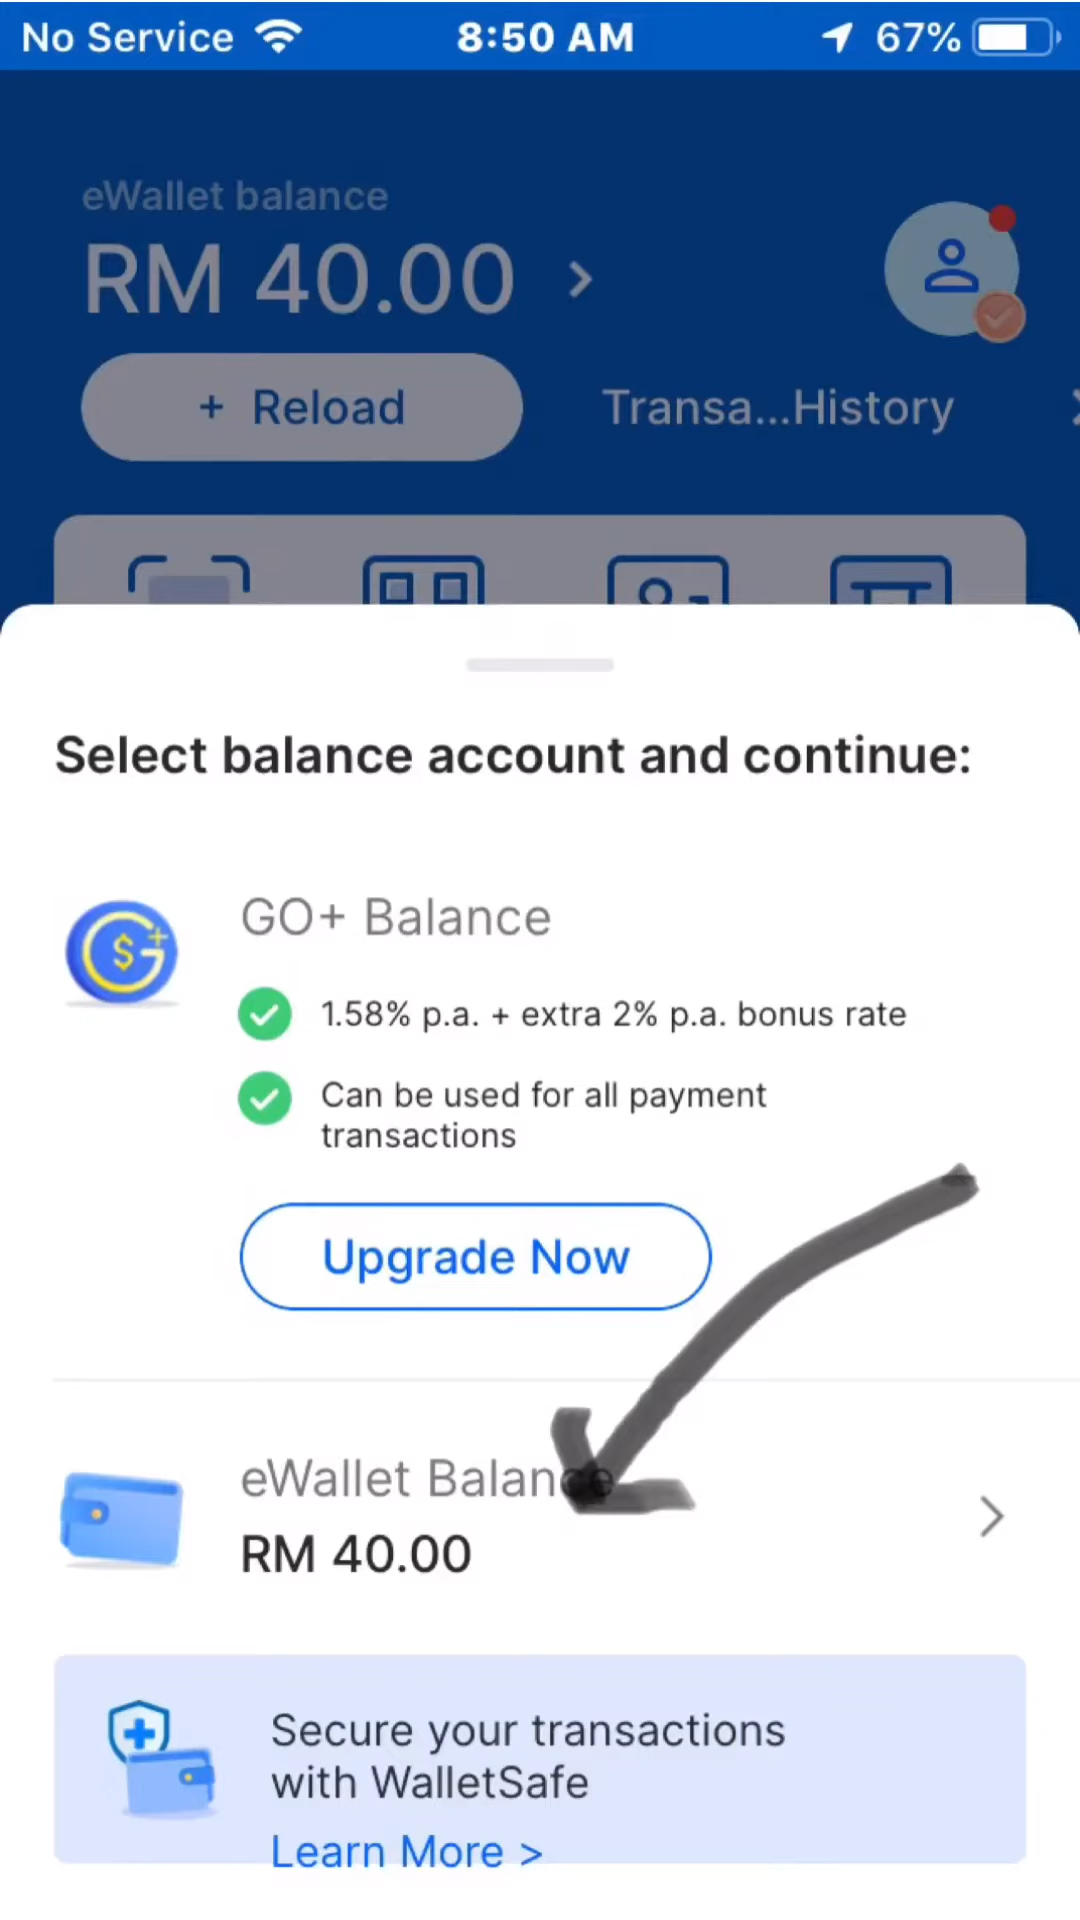 No Service
8:50 AM
67%
eWallet balance
RM 40.00
+ Reload
Transa...History
Select balance account and continue:
GO+ Balance
1.58% p.a. + extra 2% p.a. bonus rate
Can be used for all payment
transactions
Upgrade Now
eWallet Balance
RM 40.00
Secure your transactions
with WalletSafe
Learn More >